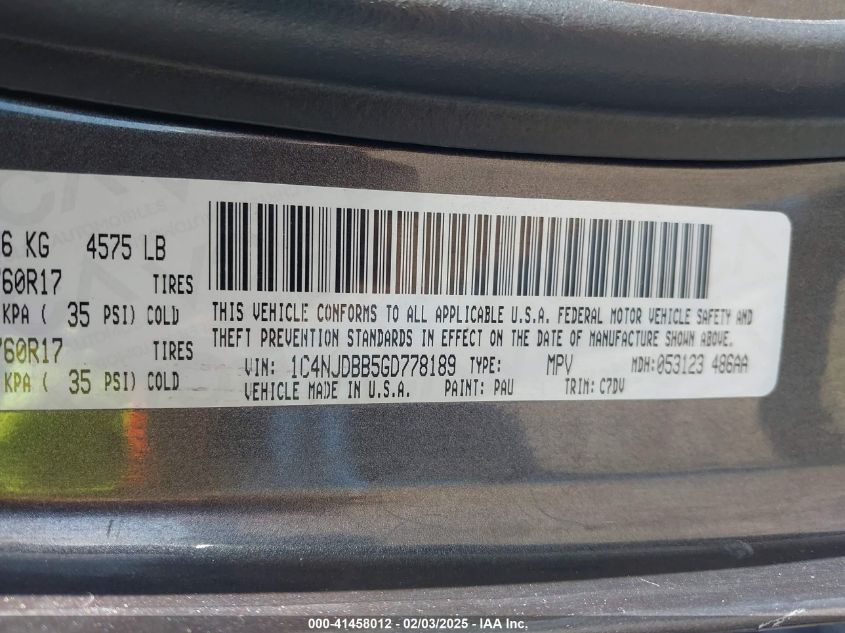 6 KG 4575 LB
/60R17 TIRES
KPA ( 35 PSI) COLD
/60R17 TIRES
KPA ( 35 PSI) COLD
THIS VEHICLE CONFORMS TO ALL APPLICABLE U.S.A. FEDERAL MOTOR VEHICLE SAFETY AND
THEFT PREVENTION STANDARDS IN EFFECT ON THE DATE OF MANUFACTURE SHOWN ABOVE.
VIN: 1C4NJDBB5GD778189 TYPE: MPV MDH: 053123 486AA
VEHICLE MADE IN U.S.A. PAINT: PAU TRIM: C7DV
000-41458012 - 02/03/2025 - IAA Inc.